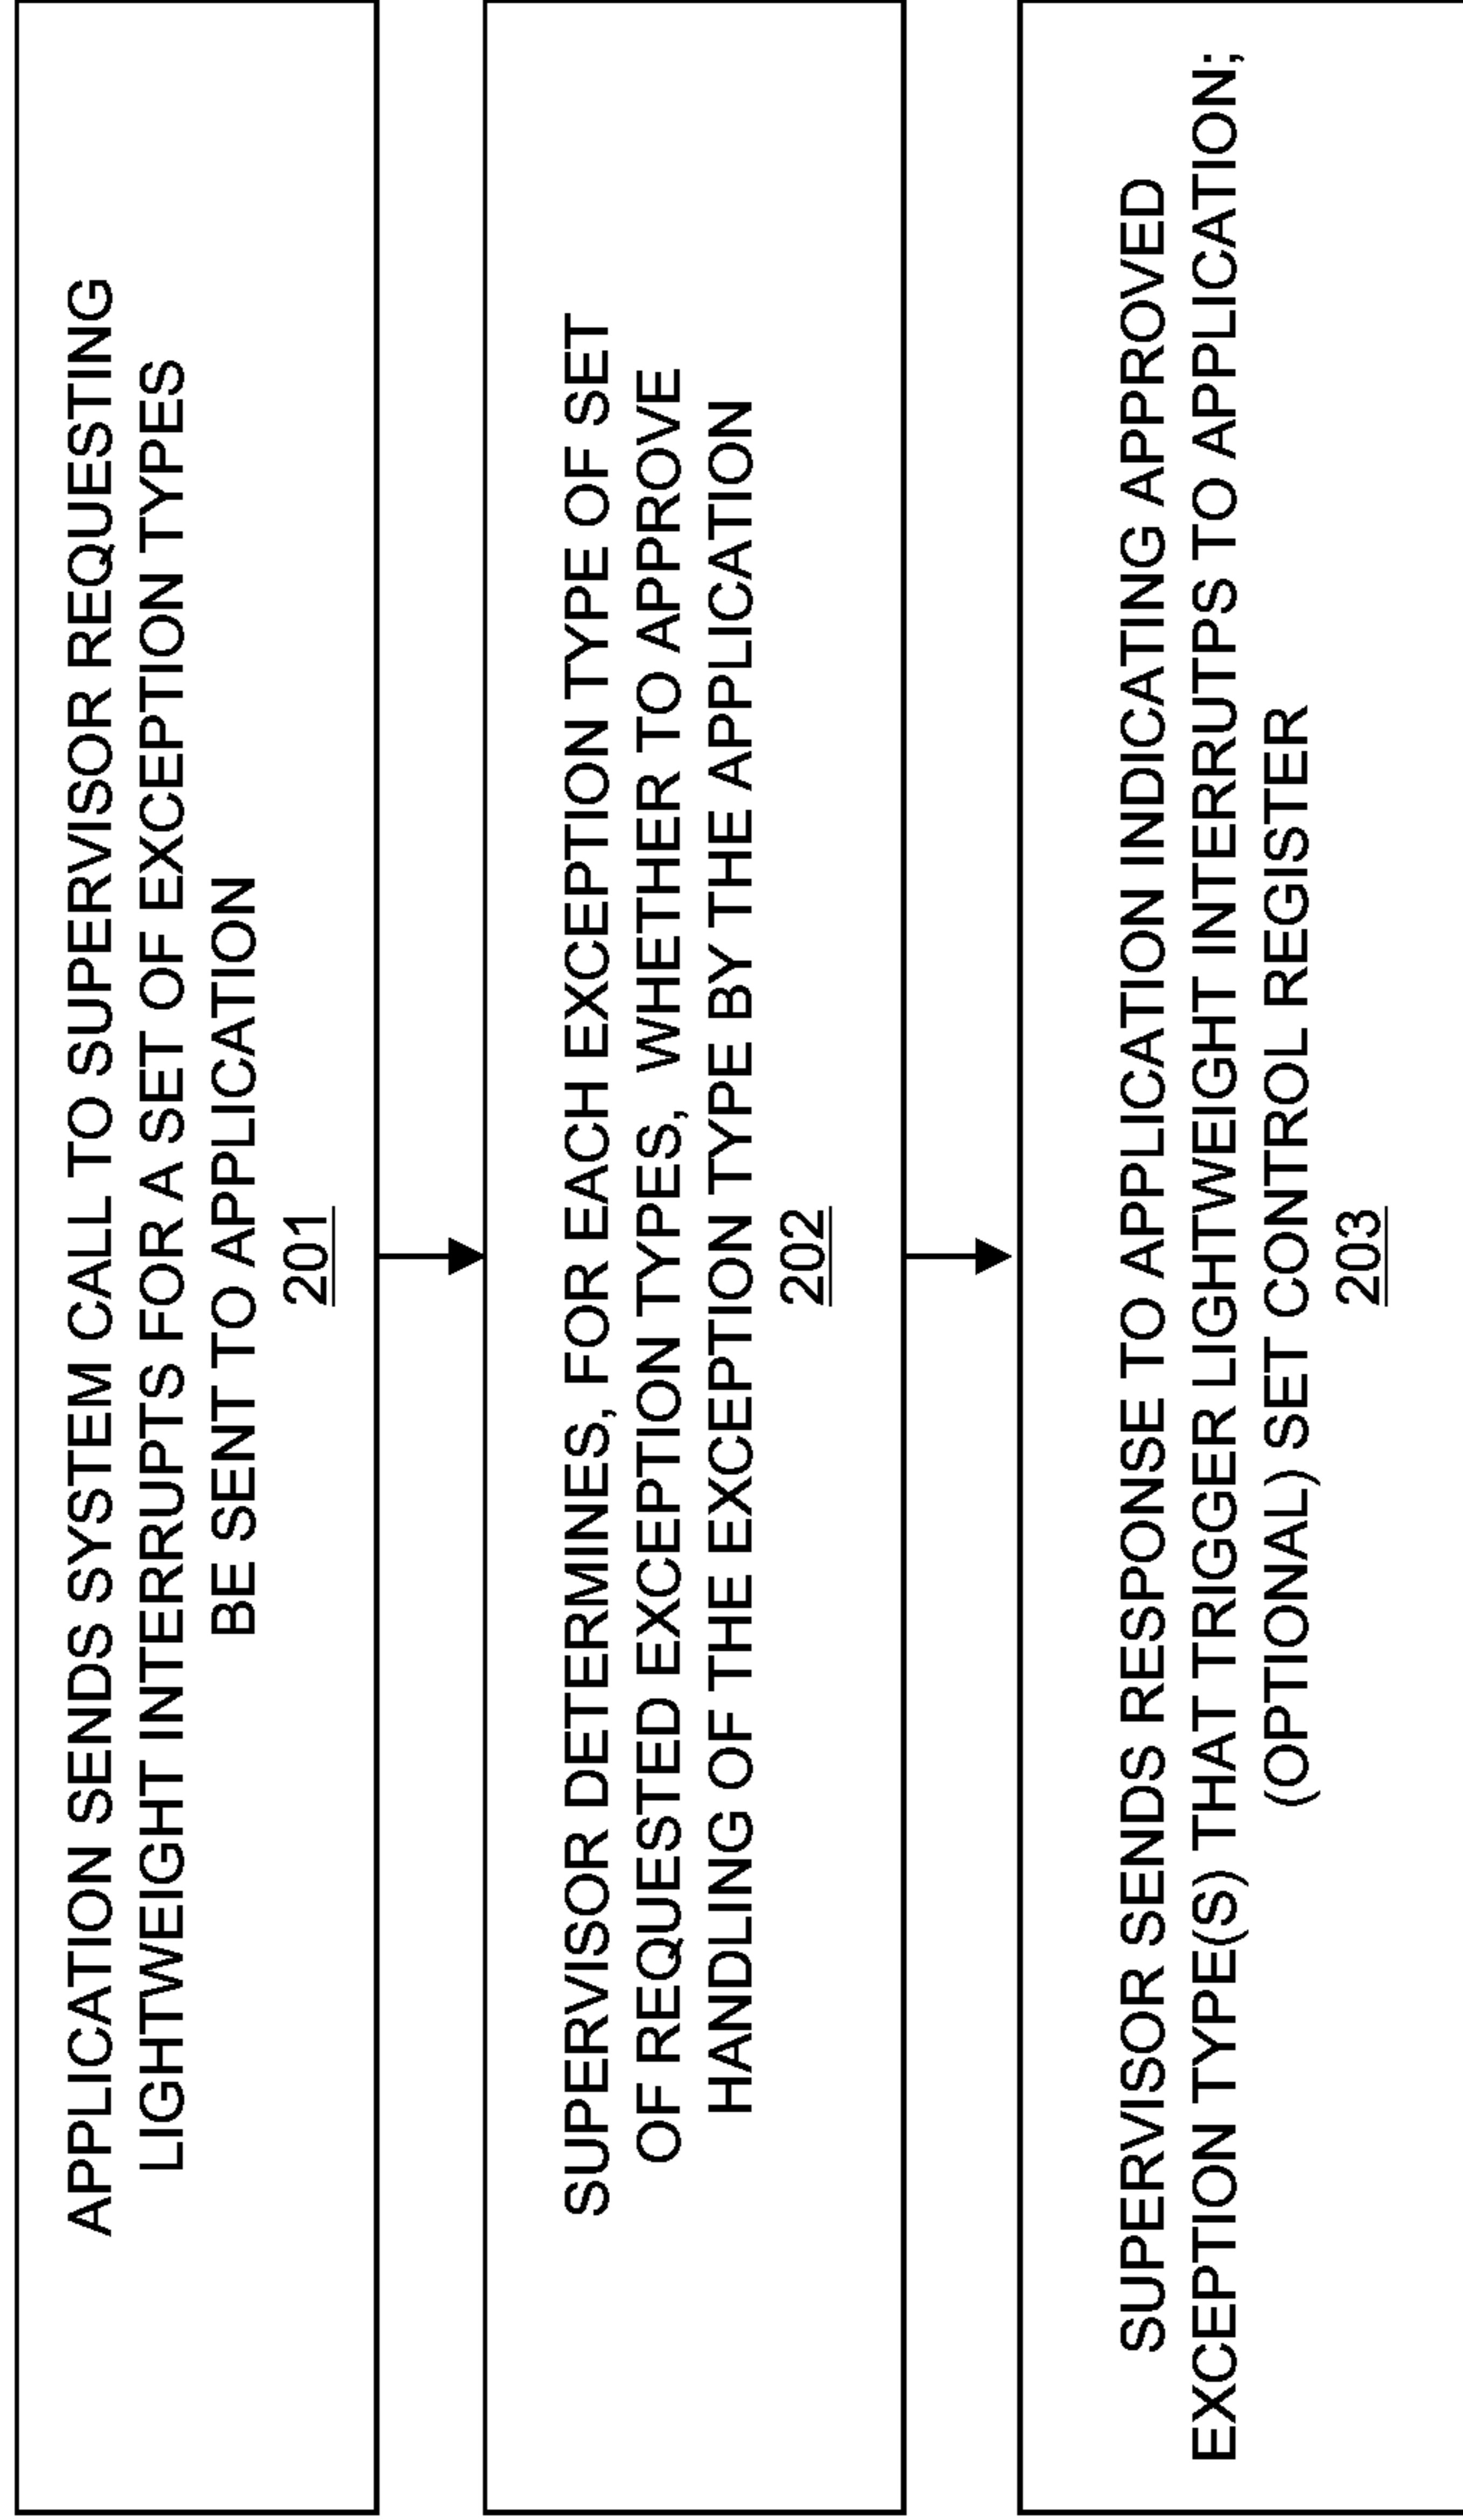 APPLICATION SENDS SYSTEM CALL TO SUPERVISOR REQUESTING
LIGHTWEIGHT INTERRUPTS FOR A SET OF EXCEPTION TYPES
BE SENT TO APPLICATION
201
SUPERVISOR DETERMINES, FOR EACH EXCEPTION TYPE OF SET
OF REQUESTED EXCEPTION TYPES, WHETHER TO APPROVE
HANDLING OF THE EXCEPTION TYPE BY THE APPLICATION
202
SUPERVISOR SENDS RESPONSE TO APPLICATION INDICATING APPROVED
EXCEPTION TYPE(S) THAT TRIGGER LIGHTWEIGHT INTERRUTPS TO APPLICATION;
(OPTIONAL) SET CONTROL REGISTER
203